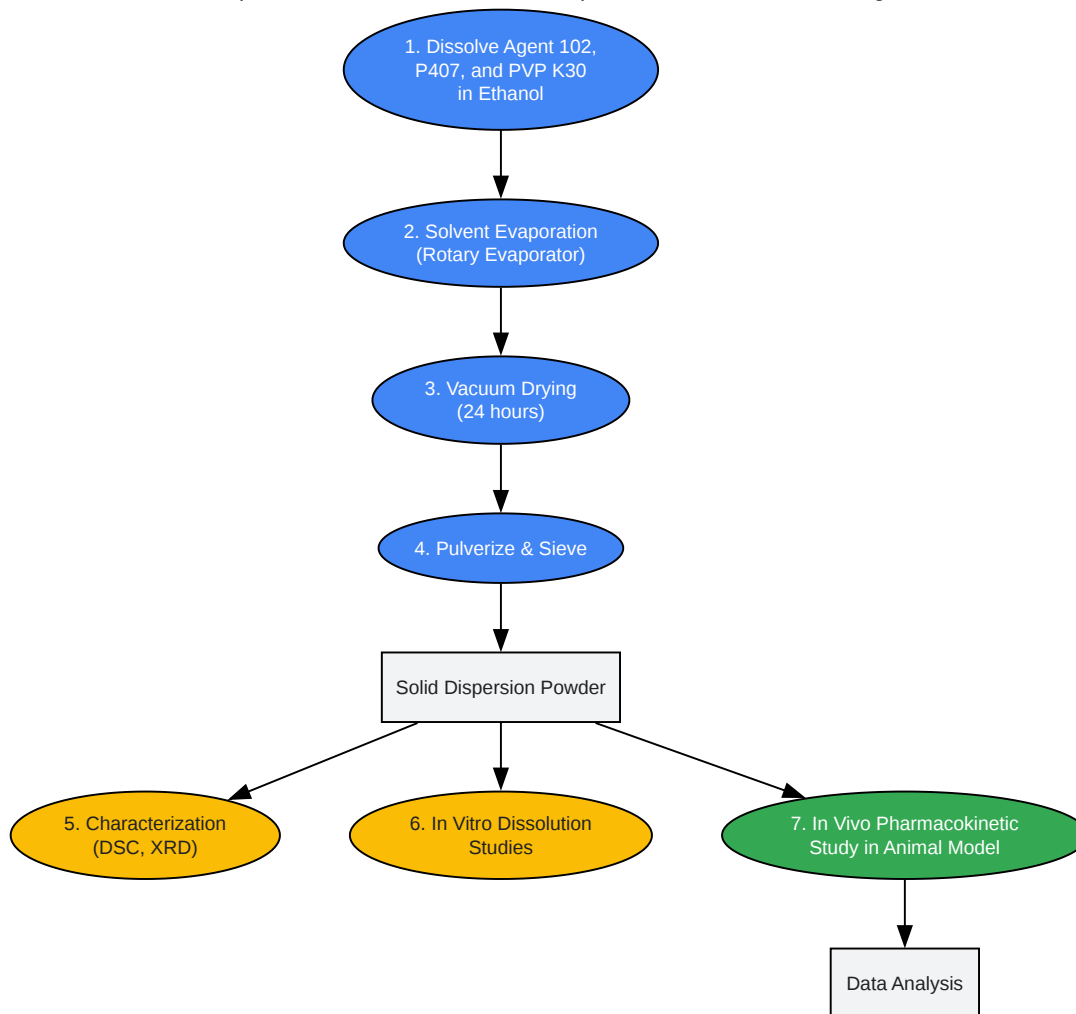 1. Dissolve Agent 102,
P407, and PVP K30
in Ethanol
2. Solvent Evaporation
(Rotary Evaporator)
3. Vacuum Drying
(24 hours)
4. Pulverize & Sieve
Solid Dispersion Powder
5. Characterization
(DSC, XRD)
6. In Vitro Dissolution
Studies
7. In Vivo Pharmacokinetic
Study in Animal Model
Data Analysis